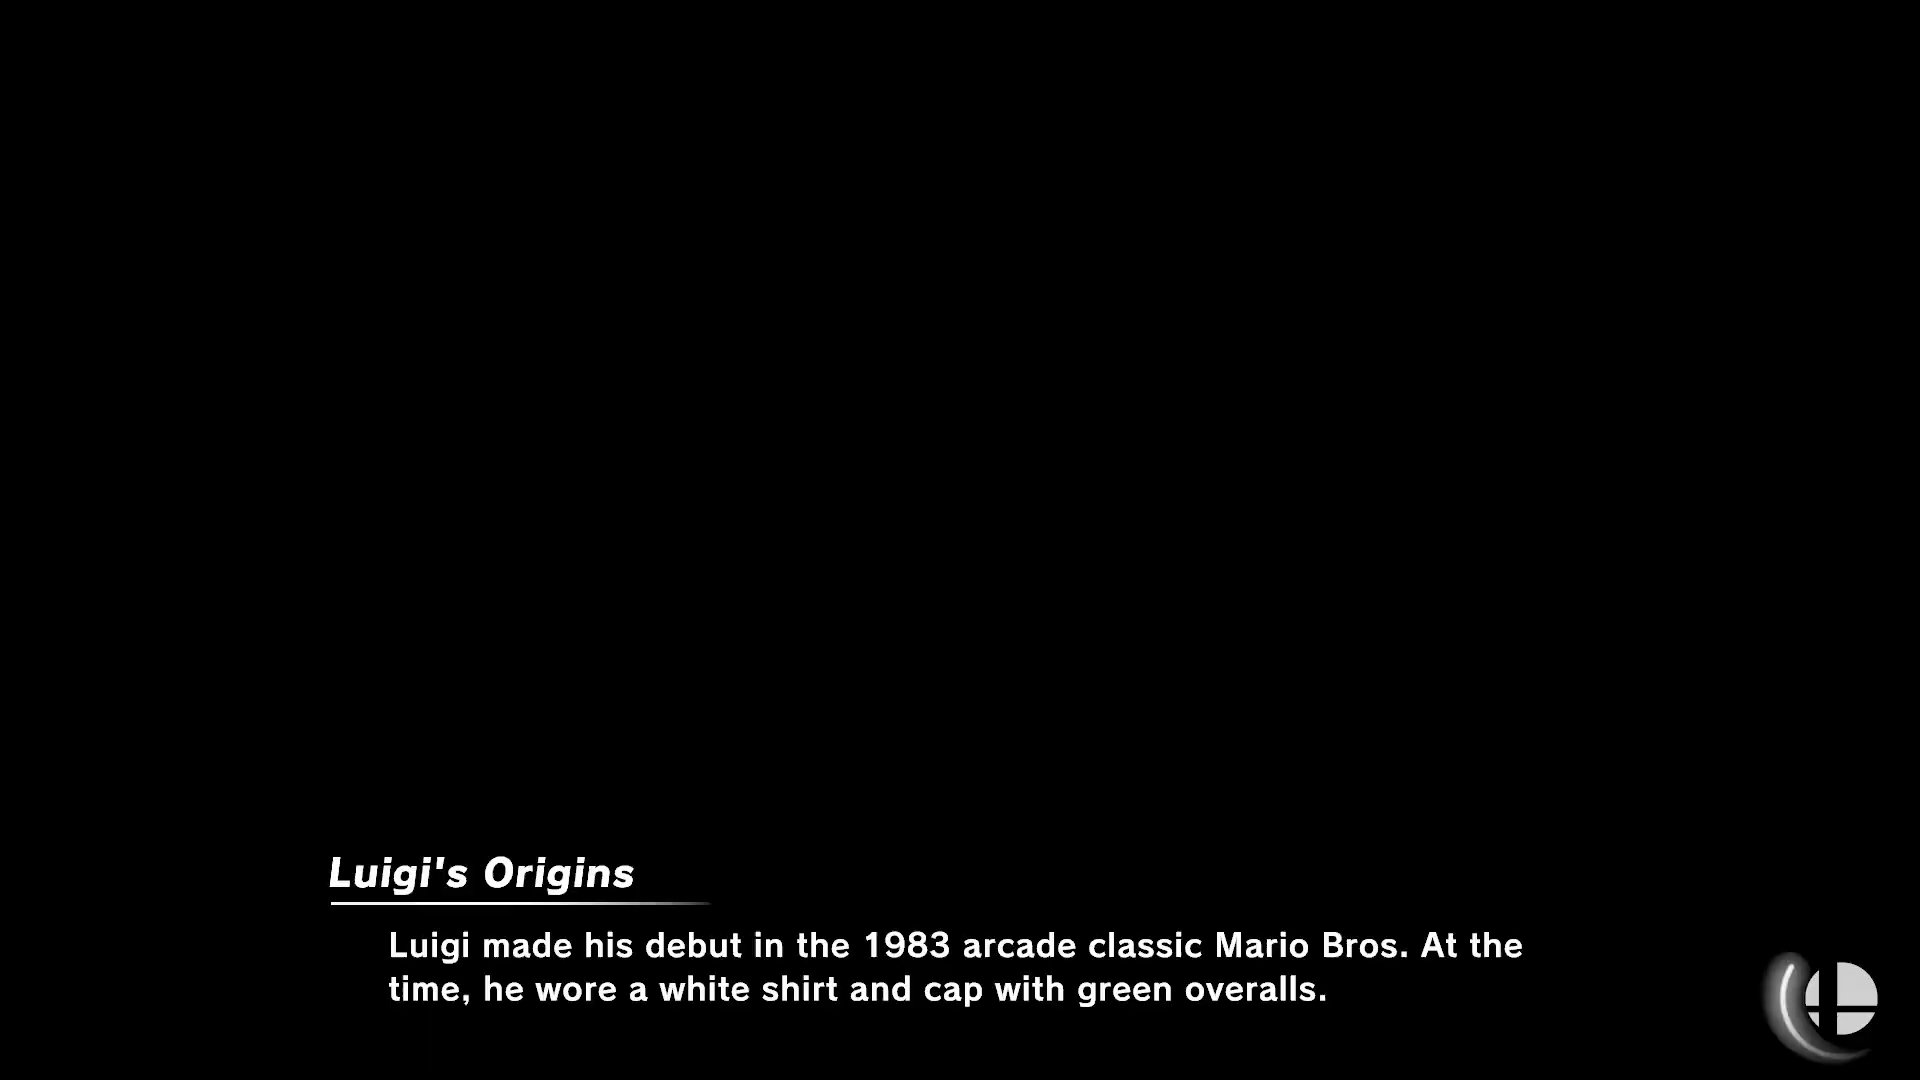 Luigi's Origins
Luigi made his debut in the 1983 arcade classic Mario Bros. At the
time, he wore a white shirt and cap with green overalls.